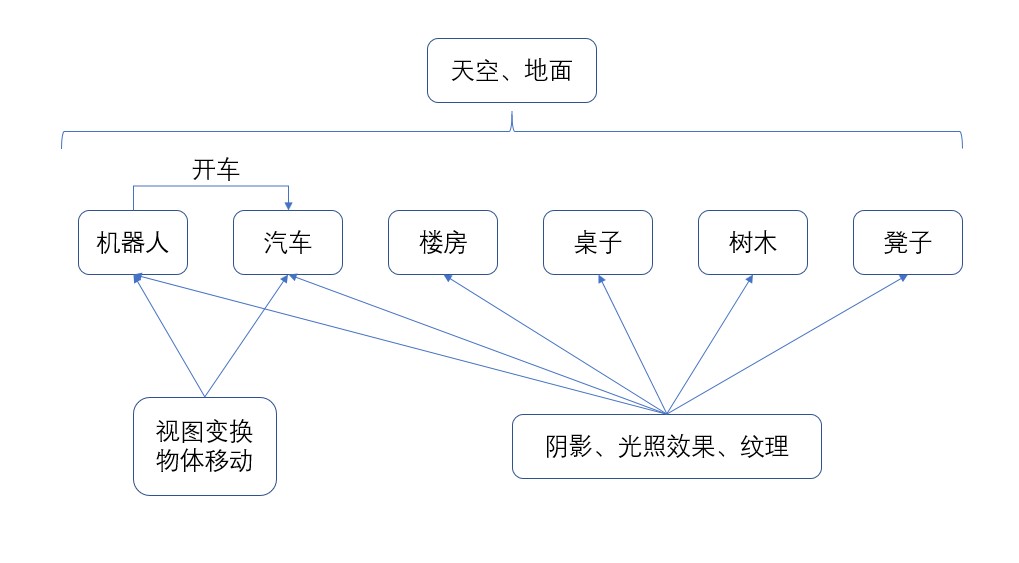 天空、地面
开车
机器人
汽车
楼房
桌子
树木
凳子
视图变换
物体移动
阴影、光照效果、纹理